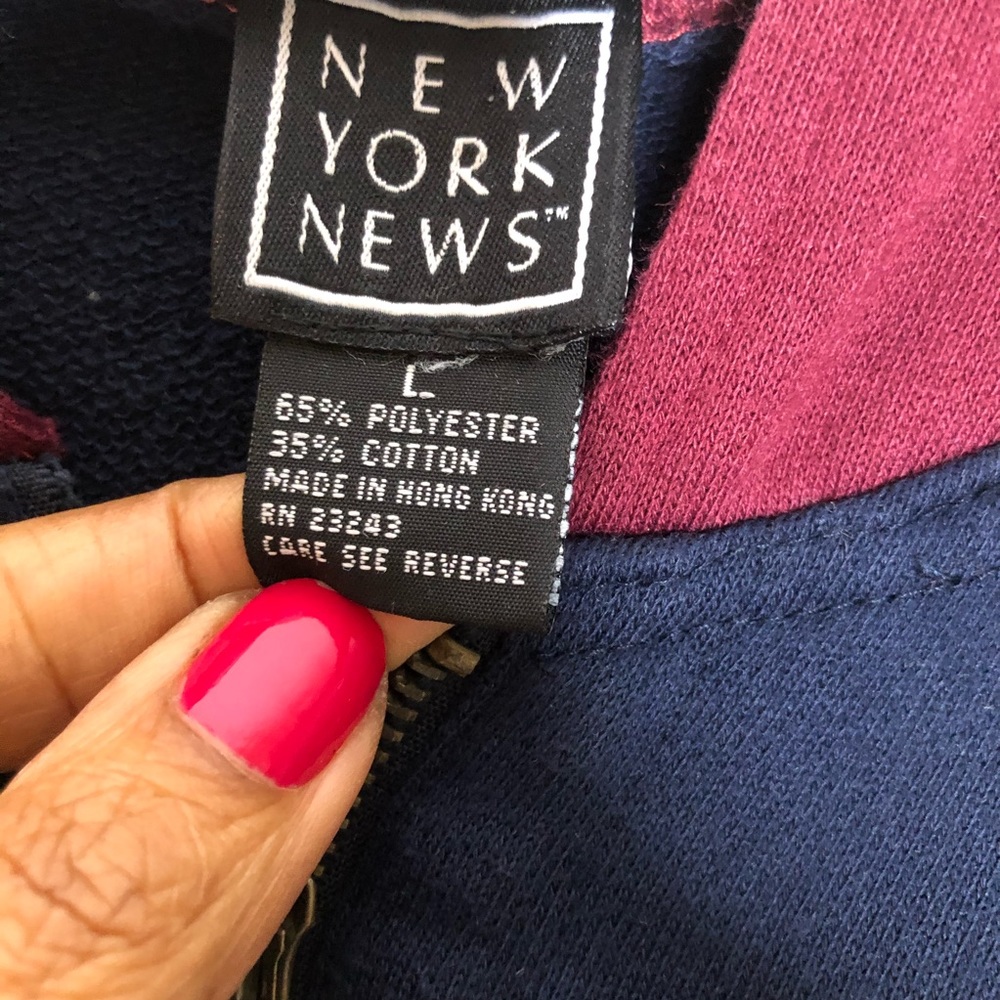 NEW
YORK
NEWS™
L
65% POLYESTER
35% COTTON
MADE IN HONG KONG
RN 23243
CARE SEE REVERSE